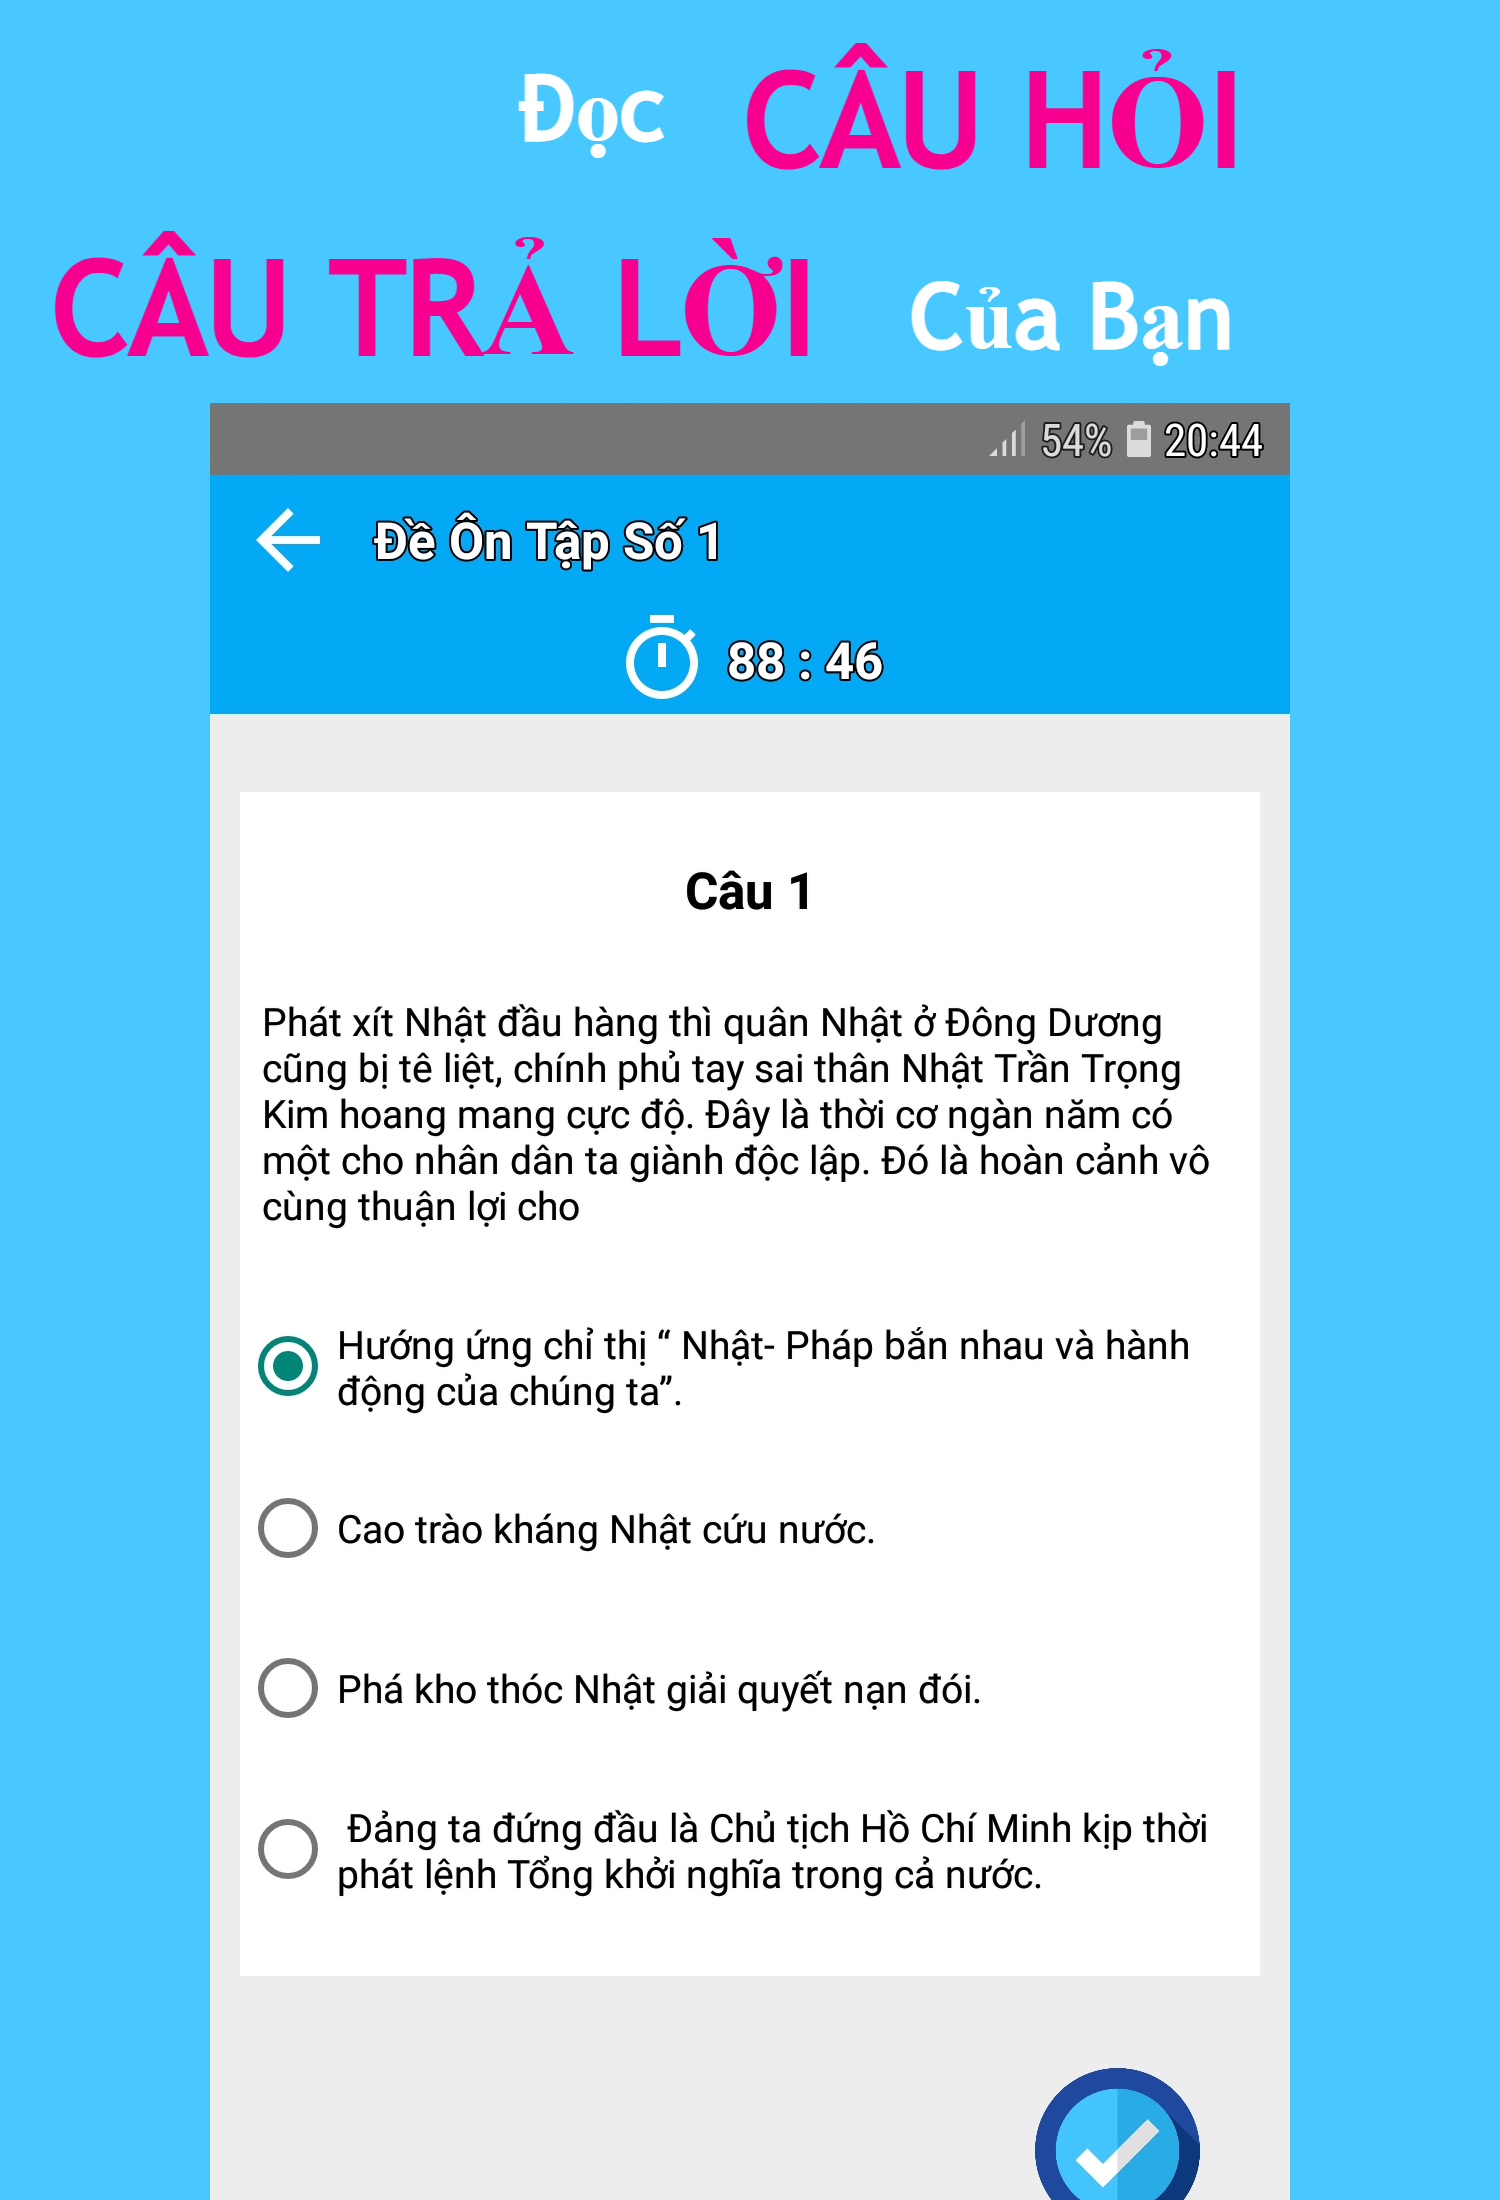 Đọc CÂU HỎI
CÂU TRẢ LỜI Của Bạn
54% 20:44
Đề Ôn Tập Số 1
88 : 46
Câu 1
Phát xít Nhật đầu hàng thì quân Nhật ở Đông Dương
cũng bị tê liệt, chính phủ tay sai thân Nhật Trần Trọng
Kim hoang mang cực độ. Đây là thời cơ ngàn năm có
một cho nhân dân ta giành độc lập. Đó là hoàn cảnh vô
cùng thuận lợi cho
Hướng ứng chỉ thị “ Nhật- Pháp bắn nhau và hành
động của chúng ta”.
Cao trào kháng Nhật cứu nước.
Phá kho thóc Nhật giải quyết nạn đói.
Đảng ta đứng đầu là Chủ tịch Hồ Chí Minh kịp thời
phát lệnh Tổng khởi nghĩa trong cả nước.